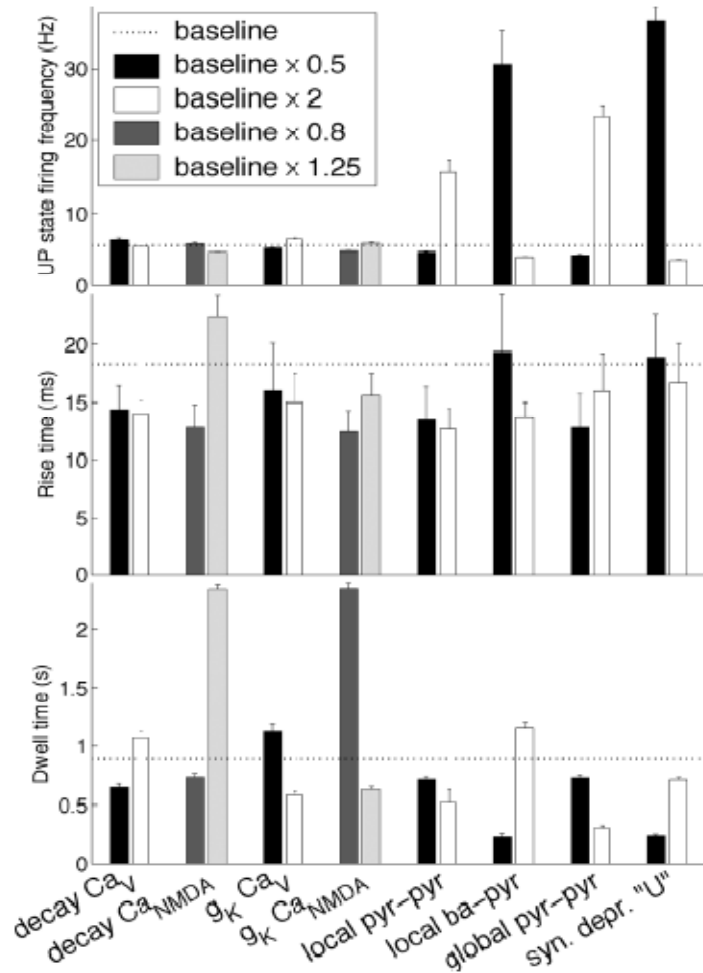 baseline
baseline x 0.5
baseline x 2
baseline x 0.8
baseline x 1.25
UP state firing frequency (Hz)
30
20
10
0
Rise time (ms)
20
15
10
5
0
Dwell time (s)
2
1.5
1
0.5
0
decay CaV
decay CaNMDA
gK CaV
gK CaNMDA
local pyr-pyr
local ba-pyr
global pyr-pyr
syn. depr. "U"